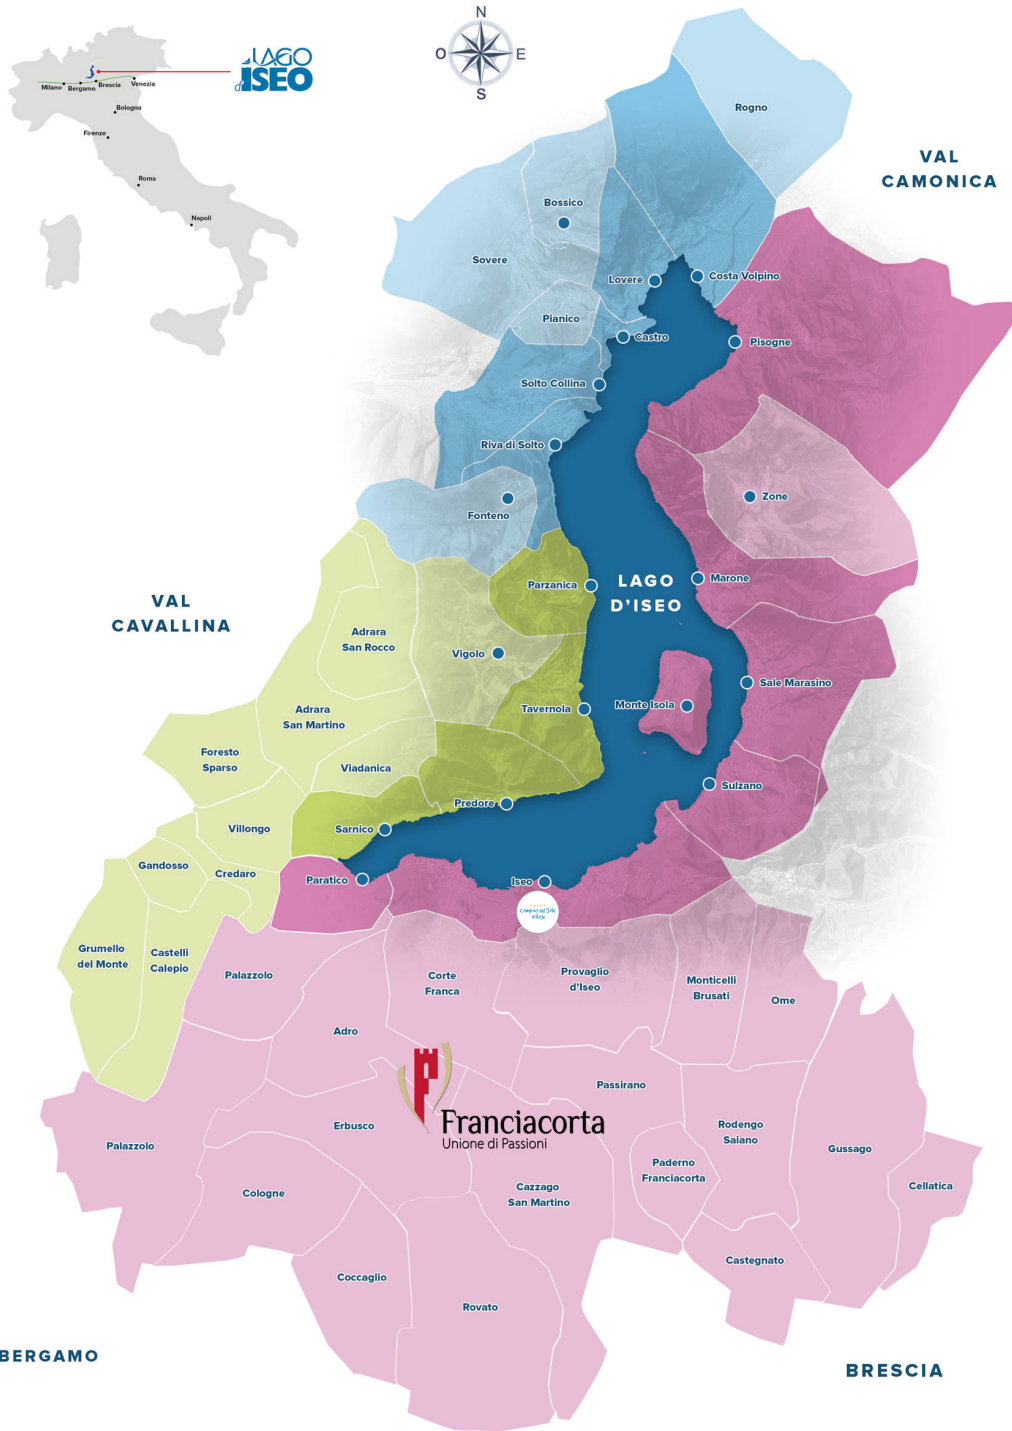 N
O
E
S
LAGO
d'ISEO
Milano
Bergamo
Brescia
Venezia
Bologna
Firenze
Roma
Napoli
Rogno
VAL
CAMONICA
Bossico
Sovere
Lovere
Costa Volpino
Pianico
Castro
Pisogne
Solto Collina
Riva di Solto
Zone
Fonteno
LAGO
D'ISEO
Parzanica
Marone
VAL
CAVALLINA
Adrara
San Rocco
Vigolo
Sale Marasino
Monte Isola
Adrara
San Martino
Tavernola
Foresto
Sparso
Viadanica
Sulzano
Predore
Villongo
Sarnico
Gandosso
Credaro
Paratico
Iseo
Camping del Sole
Village
Grumello
del Monte
Castelli
Calepio
Palazzolo
Corte
Franca
Provaglio
d'Iseo
Monticelli
Brusati
Ome
Adro
Passirano
Franciacorta
Unione di Passioni
Erbusco
Rodengo
Saiano
Palazzolo
Gussago
Paderno
Franciacorta
Cologne
Cazzago
San Martino
Cellatica
Castegnato
Coccaglio
Rovato
BERGAMO
BRESCIA